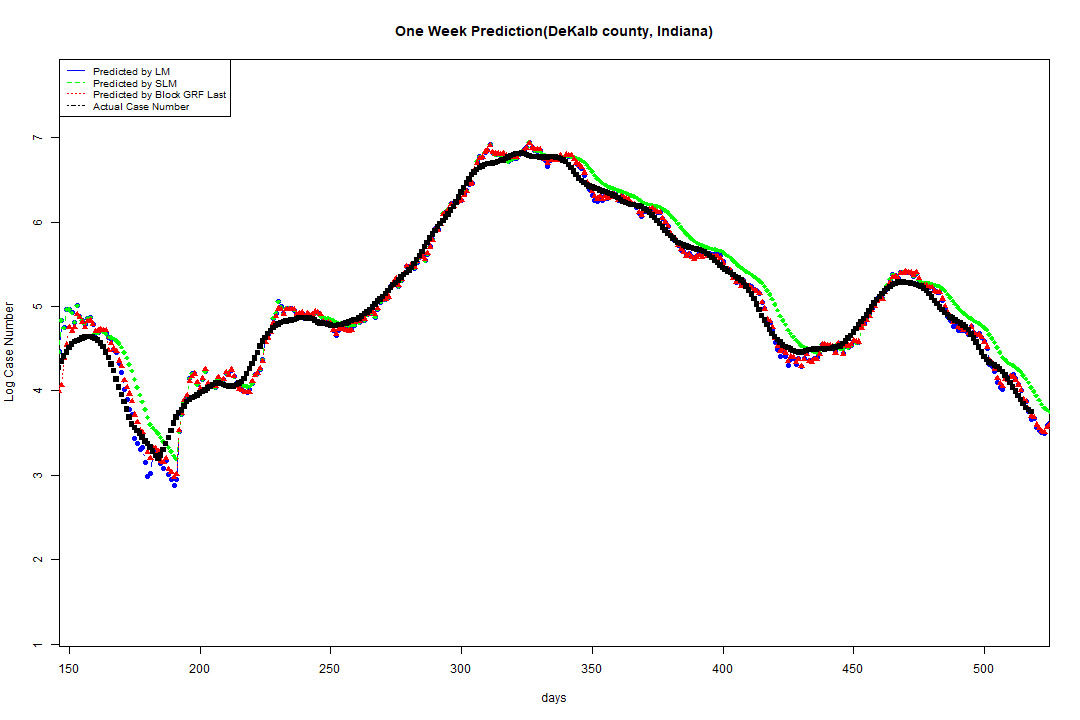 One Week Prediction(DeKalb county, Indiana)
Predicted by LM
Predicted by SLM
Predicted by Block GRF Last
Actual Case Number
Log Case Number
7
6
5
4
3
2
1
150 200 250 300 350 400 450 500
days